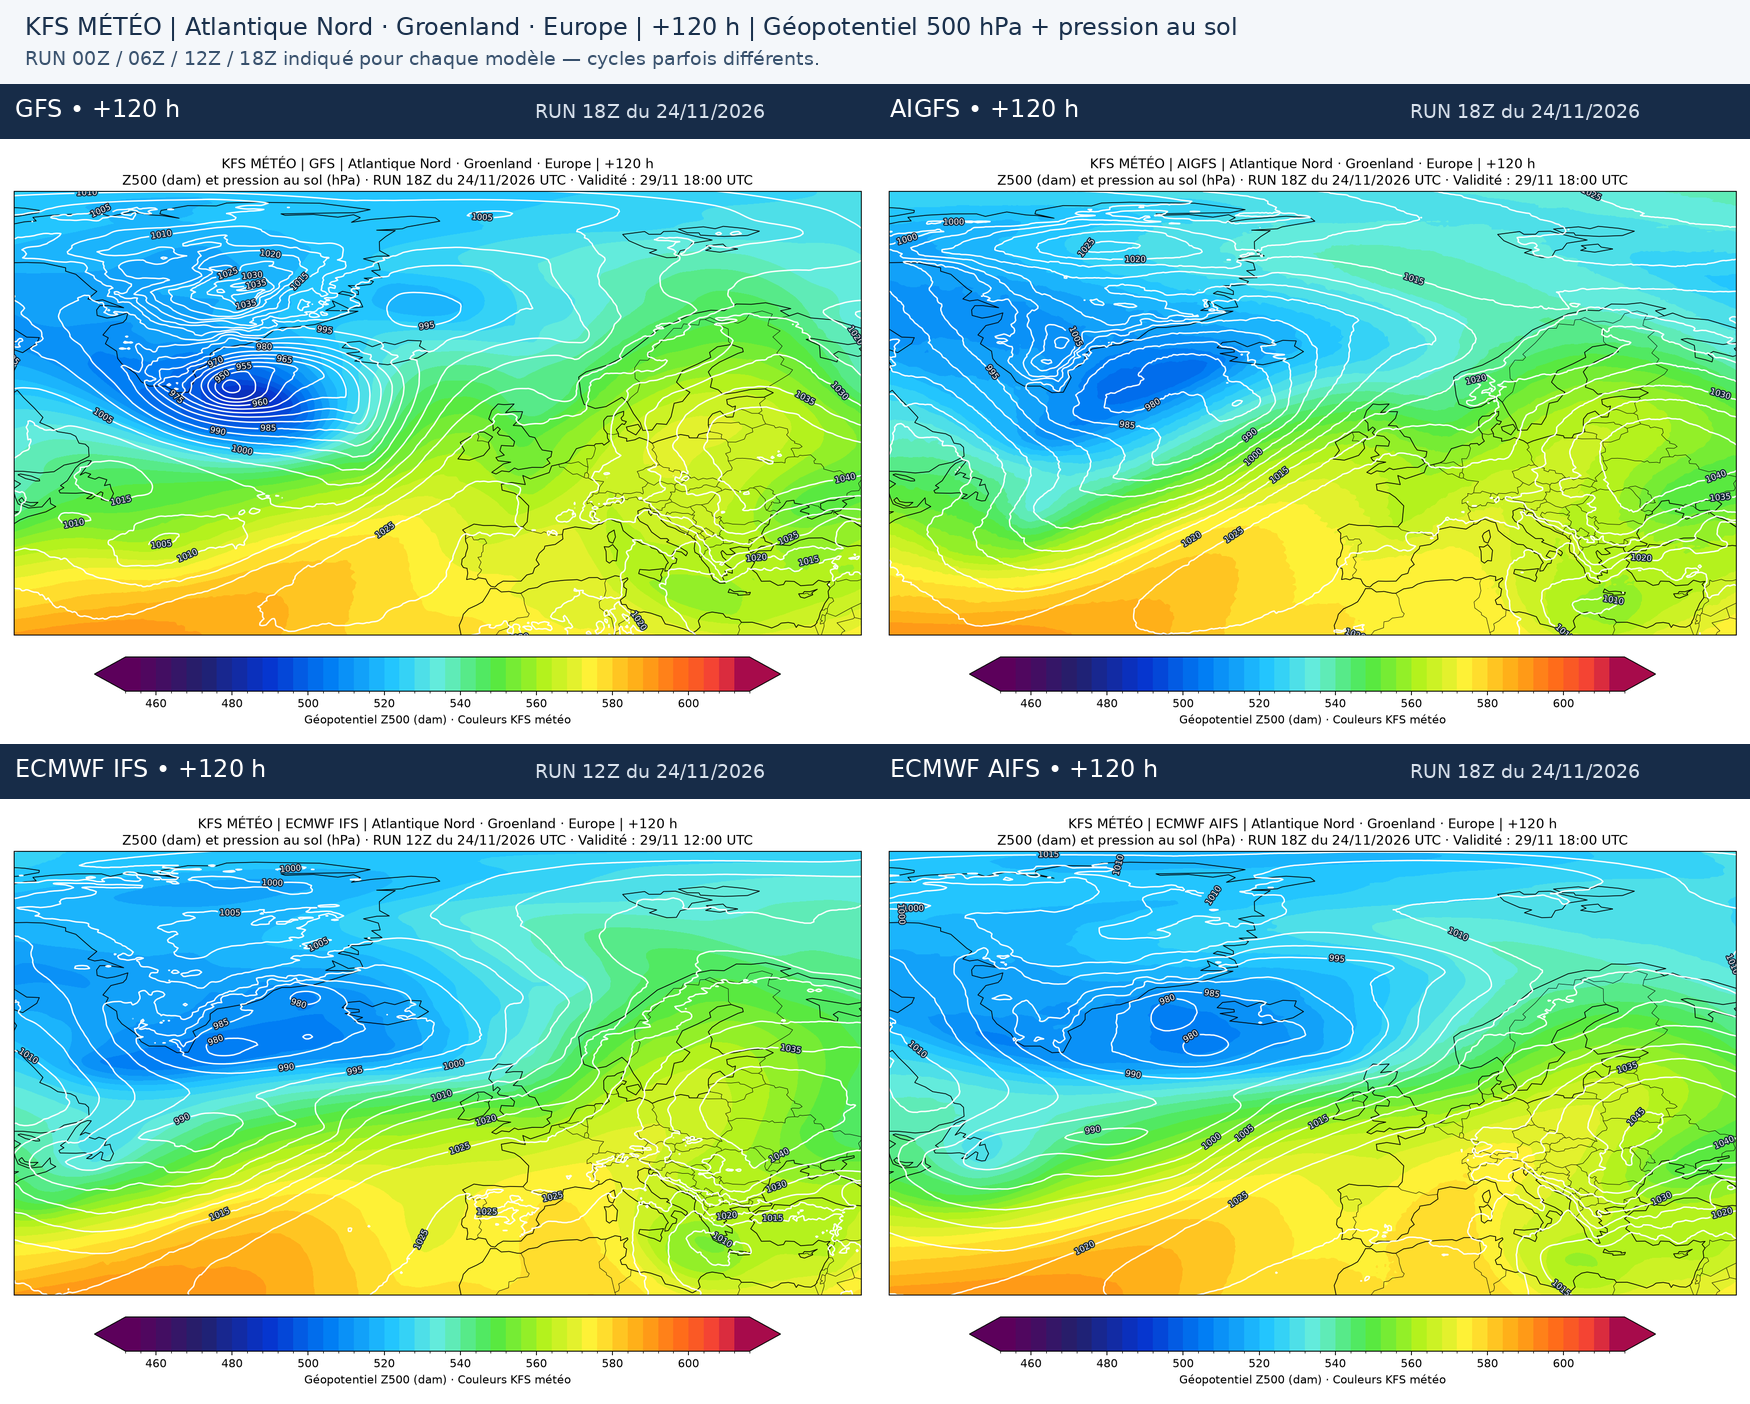 KFS MÉTÉO | Atlantique Nord · Groenland · Europe | +120 h | Géopotentiel 500 hPa + pression au sol
RUN 00Z / 06Z / 12Z / 18Z indiqué pour chaque modèle — cycles parfois différents.
GFS • +120 h
RUN 18Z du 24/11/2026
AIGFS • +120 h
RUN 18Z du 24/11/2026
KFS MÉTÉO | GFS | Atlantique Nord · Groenland · Europe | +120 h
Z500 (dam) et pression au sol (hPa) · RUN 18Z du 24/11/2026 UTC · Validité : 29/11 18:00 UTC
KFS MÉTÉO | AIGFS | Atlantique Nord · Groenland · Europe | +120 h
Z500 (dam) et pression au sol (hPa) · RUN 18Z du 24/11/2026 UTC · Validité : 29/11 18:00 UTC
460 480 500 520 540 560 580 600
Géopotentiel Z500 (dam) · Couleurs KFS météo
460 480 500 520 540 560 580 600
Géopotentiel Z500 (dam) · Couleurs KFS météo
ECMWF IFS • +120 h
RUN 12Z du 24/11/2026
ECMWF AIFS • +120 h
RUN 18Z du 24/11/2026
KFS MÉTÉO | ECMWF IFS | Atlantique Nord · Groenland · Europe | +120 h
Z500 (dam) et pression au sol (hPa) · RUN 12Z du 24/11/2026 UTC · Validité : 29/11 12:00 UTC
KFS MÉTÉO | ECMWF AIFS | Atlantique Nord · Groenland · Europe | +120 h
Z500 (dam) et pression au sol (hPa) · RUN 18Z du 24/11/2026 UTC · Validité : 29/11 18:00 UTC
460 480 500 520 540 560 580 600
Géopotentiel Z500 (dam) · Couleurs KFS météo
460 480 500 520 540 560 580 600
Géopotentiel Z500 (dam) · Couleurs KFS météo